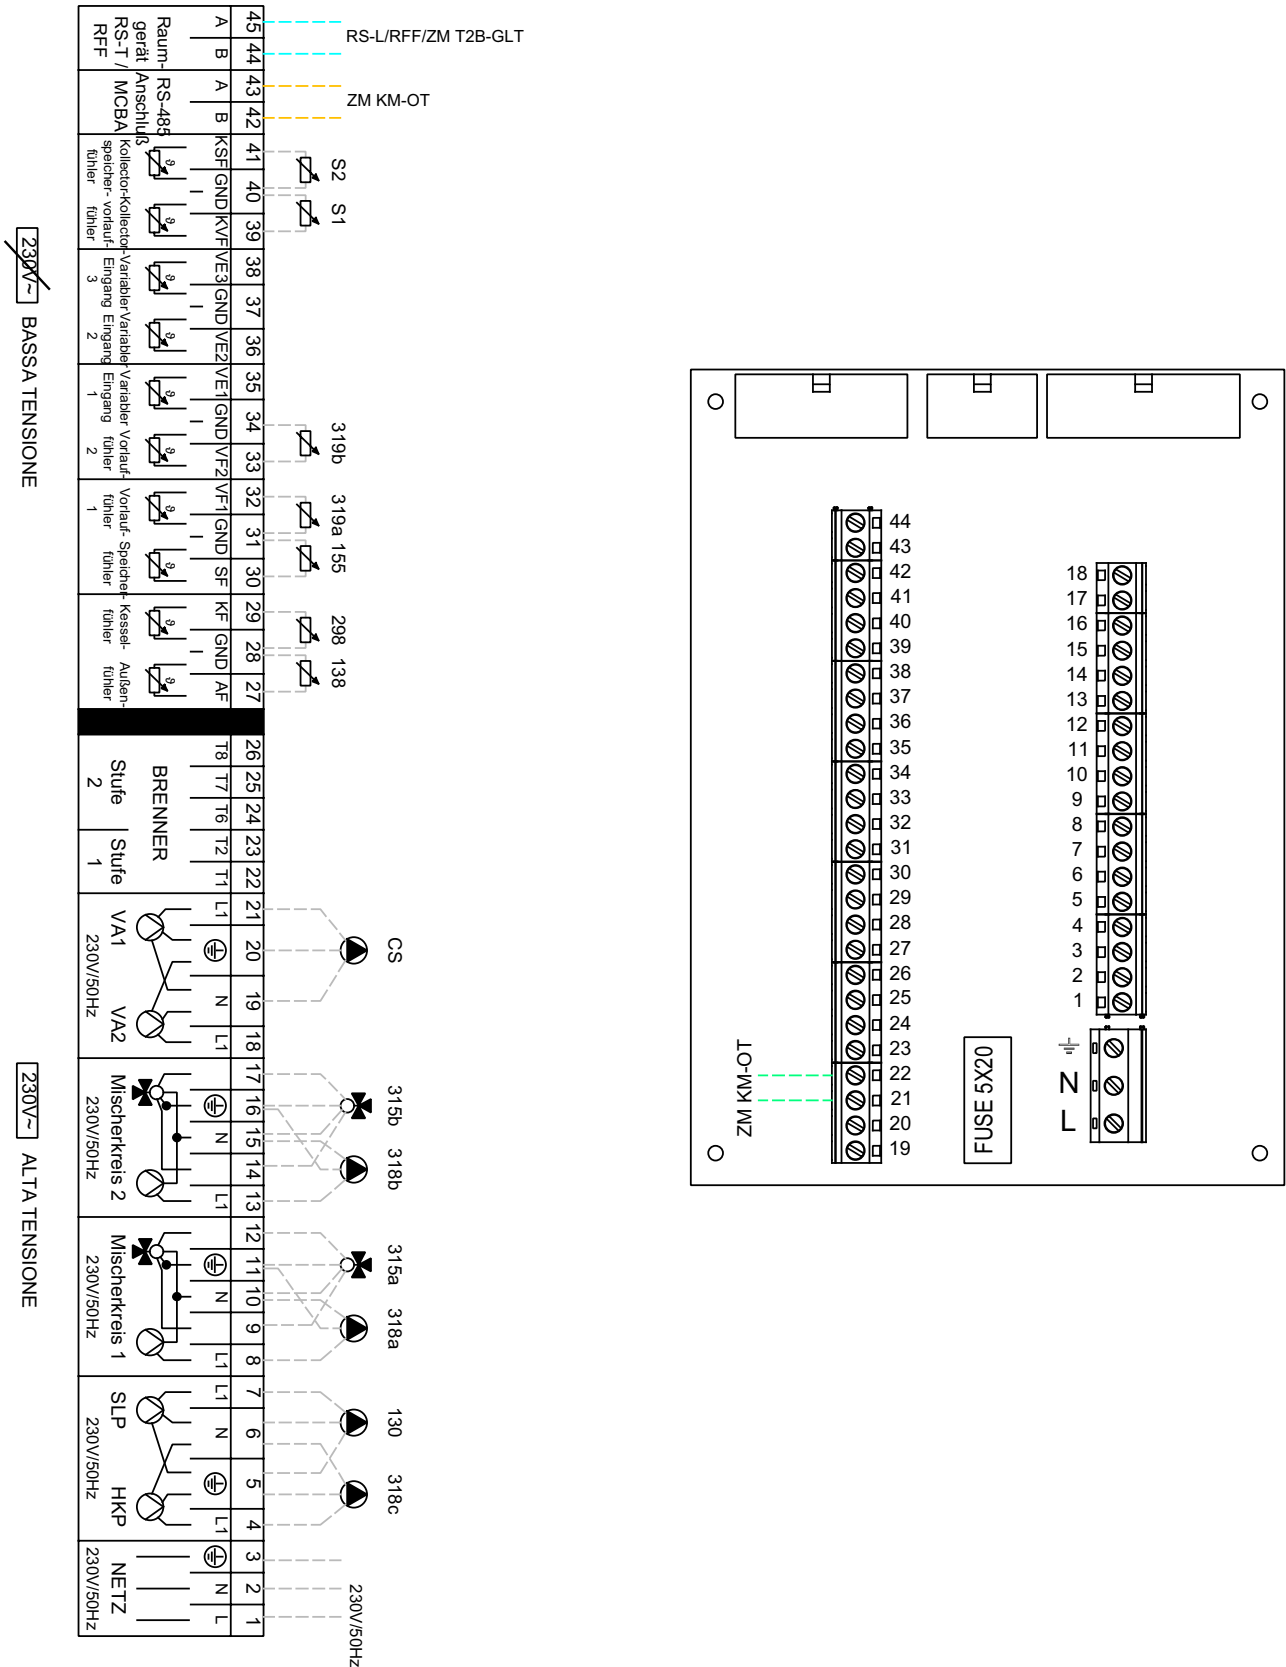 RS-L/RFF/ZM T2B-GLT
ZM KM-OT
Raum-
gerät
RS-T /
RFF
RS-485
Anschluß
MCBA
Kollector-
speicher-
fühler
Kollector-
vorlauf-
fühler
Variabler
Eingang
3
Variabler
Eingang
2
Variabler
Eingang
1
Vorlauf-
fühler
2
Vorlauf-
fühler
1
Speicher-
fühler
Kessel-
fühler
Außen-
fühler
A
B
A
B
KSF
GND
KVF
VE3
GND
VE2
VE1
GND
VF2
VF1
GND
SF
KF
GND
AF
45
44
43
42
41
40
39
38
37
36
35
34
33
32
31
30
29
28
27
S2
S1
319b
319a
155
298
138
ϑ
ϑ
ϑ
ϑ
ϑ
ϑ
ϑ
ϑ
ϑ
ϑ
230V~
BASSA TENSIONE
BRENNER
Stufe
2
Stufe
1
T8
T7
T6
T2
T1
26
25
24
23
22
VA1
VA2
230V/50Hz
L1
N
L1
21
20
19
18
CS
Mischerkreis 2
230V/50Hz
N
L1
17
16
15
14
13
315b
318b
Mischerkreis 1
230V/50Hz
N
L1
12
11
10
9
8
315a
318a
SLP
HKP
230V/50Hz
L1
N
L1
7
6
5
4
130
318c
NETZ
230V/50Hz
N
L
3
2
1
230V/50Hz
230V~
ALTA TENSIONE
44
43
42
41
40
39
38
37
36
35
34
33
32
31
30
29
28
27
26
25
24
23
22
21
20
19
ZM KM-OT
FUSE 5X20
18
17
16
15
14
13
12
11
10
9
8
7
6
5
4
3
2
1
N
L